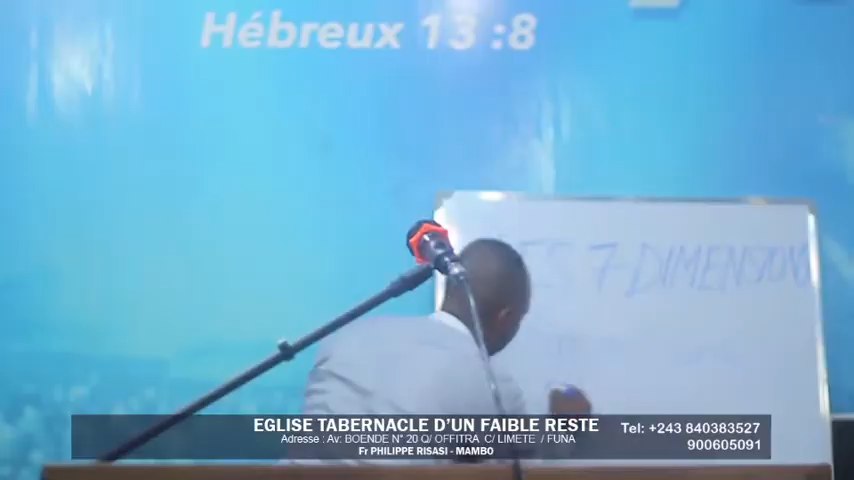 Hébreux 13 :8
ES 7 DIMENSION
EGLISE TABERNACLE D'UN FAIBLE RESTE
Adresse : Av: BOENDE N° 20 Q/ OFFITRA C/ LIMETE / FUNA
Fr PHILIPPE RISASI - MAMBO
Tel: +243 840383527
900605091